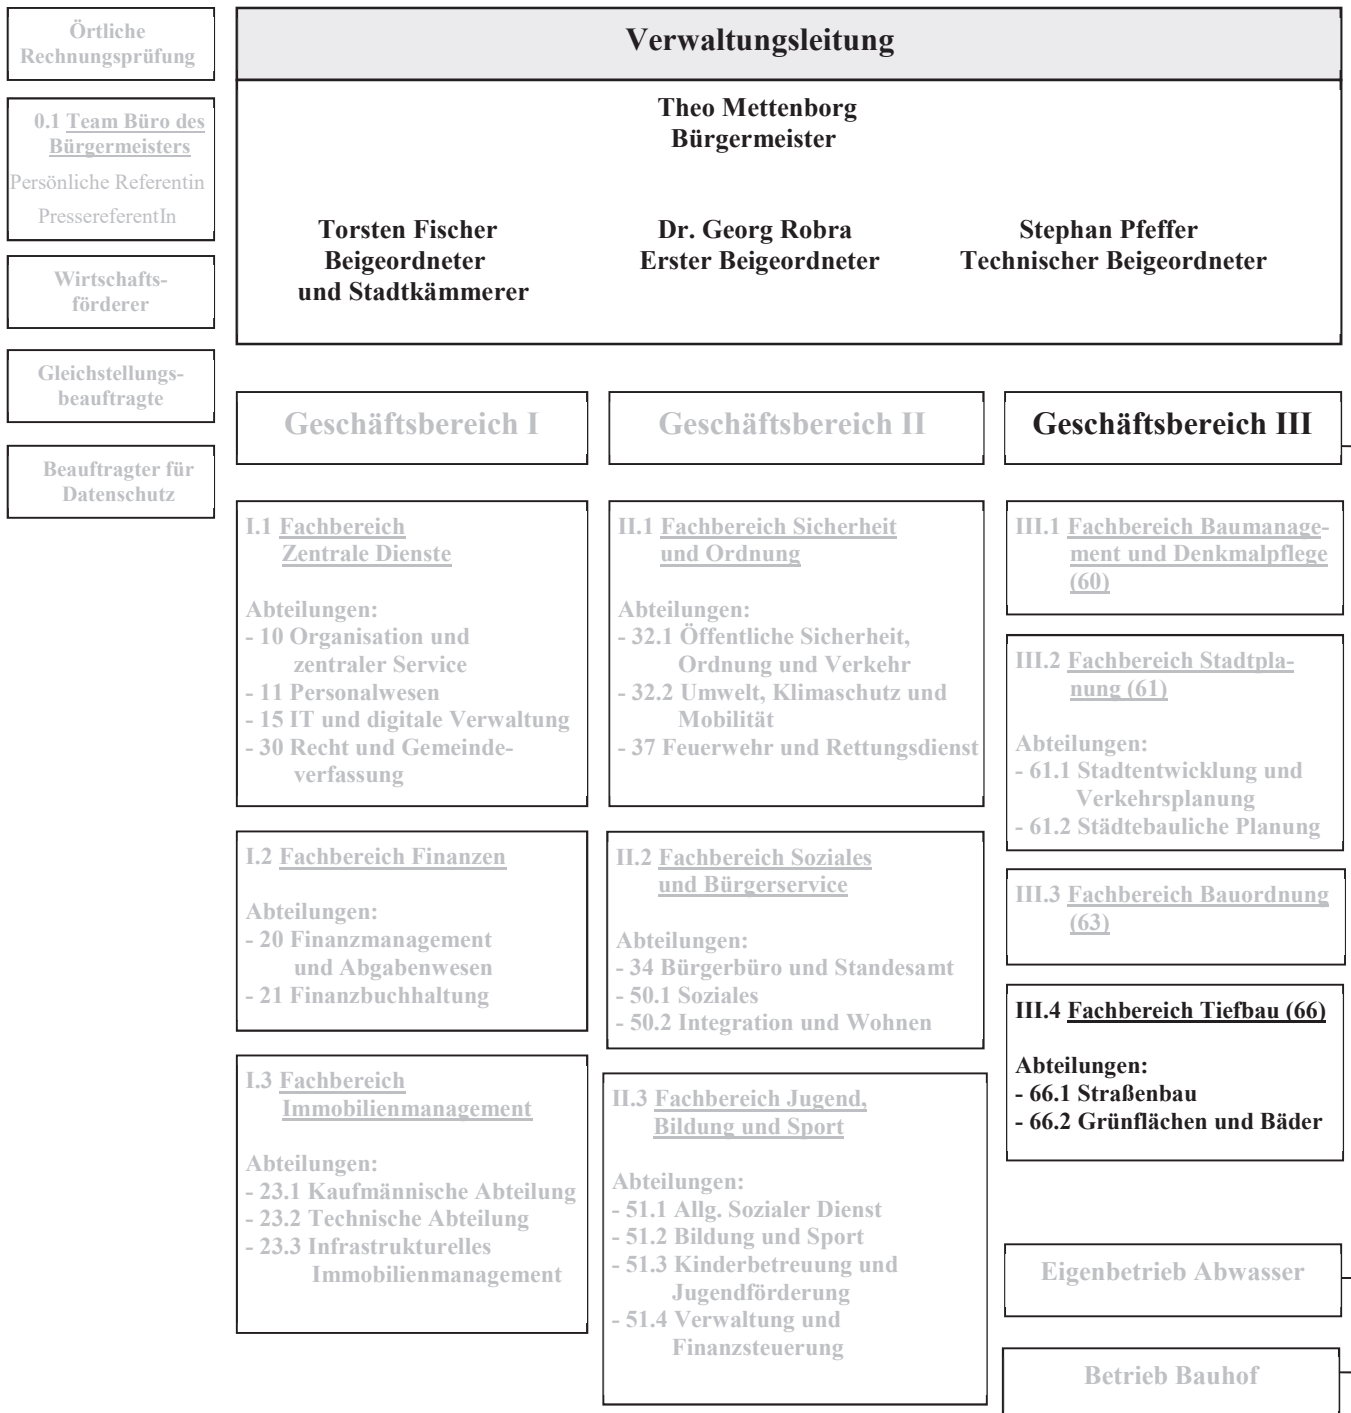 Örtliche
Rechnungsprüfung
0.1 Team Büro des
Bürgermeisters
Persönliche Referentin
PressereferentIn
Wirtschafts-
förderer
Gleichstellungs-
beauftragte
Beauftragter für
Datenschutz
Verwaltungsleitung
Theo Mettenborg
Bürgermeister
Torsten Fischer
Beigeordneter
und Stadtkämmerer
Dr. Georg Robra
Erster Beigeordneter
Stephan Pfeffer
Technischer Beigeordneter
Geschäftsbereich I
I.1 Fachbereich
Zentrale Dienste
Abteilungen:
- 10 Organisation und
zentraler Service
- 11 Personalwesen
- 15 IT und digitale Verwaltung
- 30 Recht und Gemeinde-
verfassung
I.2 Fachbereich Finanzen
Abteilungen:
- 20 Finanzmanagement
und Abgabenwesen
- 21 Finanzbuchhaltung
I.3 Fachbereich
Immobilienmanagement
Abteilungen:
- 23.1 Kaufmännische Abteilung
- 23.2 Technische Abteilung
- 23.3 Infrastrukturelles
Immobilienmanagement
Geschäftsbereich II
II.1 Fachbereich Sicherheit
und Ordnung
Abteilungen:
- 32.1 Öffentliche Sicherheit,
Ordnung und Verkehr
- 32.2 Umwelt, Klimaschutz und
Mobilität
- 37 Feuerwehr und Rettungsdienst
II.2 Fachbereich Soziales
und Bürgerservice
Abteilungen:
- 34 Bürgerbüro und Standesamt
- 50.1 Soziales
- 50.2 Integration und Wohnen
II.3 Fachbereich Jugend,
Bildung und Sport
Abteilungen:
- 51.1 Allg. Sozialer Dienst
- 51.2 Bildung und Sport
- 51.3 Kinderbetreuung und
Jugendförderung
- 51.4 Verwaltung und
Finanzsteuerung
Geschäftsbereich III
III.1 Fachbereich Baumanage-
ment und Denkmalpflege
(60)
III.2 Fachbereich Stadtpla-
nung (61)
Abteilungen:
- 61.1 Stadtentwicklung und
Verkehrsplanung
- 61.2 Städtebauliche Planung
III.3 Fachbereich Bauordnung
(63)
III.4 Fachbereich Tiefbau (66)
Abteilungen:
- 66.1 Straßenbau
- 66.2 Grünflächen und Bäder
Eigenbetrieb Abwasser
Betrieb Bauhof